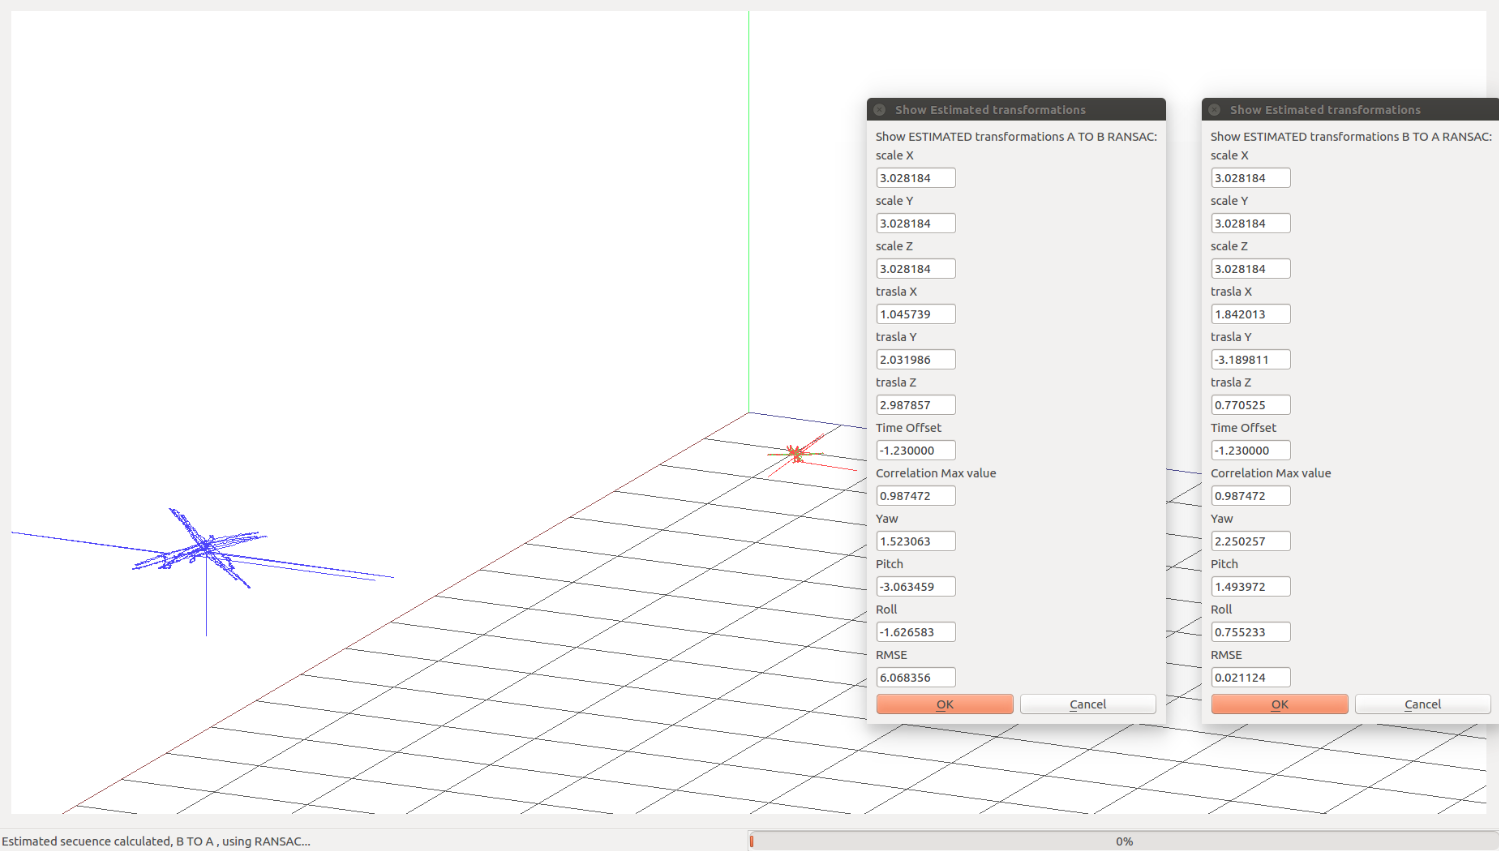 Show Estimated transformations
Show ESTIMATED transformations A TO B RANSAC:
scale X
3.028184
scale Y
3.028184
scale Z
3.028184
trasla X
1.045739
trasla Y
2.031986
trasla Z
2.987857
Time Offset
-1.230000
Correlation Max value
0.987472
Yaw
1.523063
Pitch
-3.063459
Roll
-1.626583
RMSE
6.068356
OK
Cancel
Show Estimated transformations
Show ESTIMATED transformations B TO A RANSAC:
scale X
3.028184
scale Y
3.028184
scale Z
3.028184
trasla X
1.842013
trasla Y
-3.189811
trasla Z
0.770525
Time Offset
-1.230000
Correlation Max value
0.987472
Yaw
2.250257
Pitch
1.493972
Roll
0.755233
RMSE
0.021124
OK
Cancel
Estimated secuence calculated, B TO A , using RANSAC...
0%